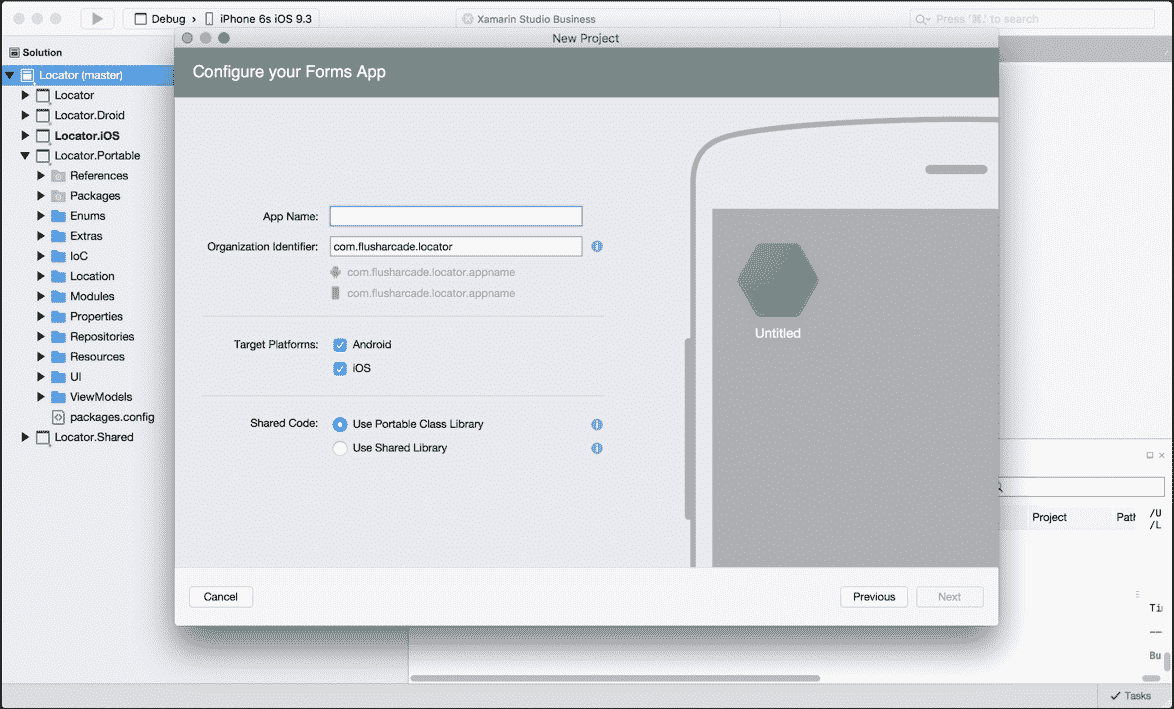 Debug › iPhone 6s iOS 9.3
Xamarin Studio Business
Press '⌘.' to search
Solution
New Project
Locator (master)
Configure your Forms App
Locator
Locator.Droid
Locator.iOS
Locator.Portable
References
Packages
Enums
Extras
IoC
Location
Modules
Properties
Repositories
Resources
UI
ViewModels
packages.config
Locator.Shared
App Name:
Organization Identifier: com.flusharcade.locator
com.flusharcade.locator.appname
com.flusharcade.locator.appname
Target Platforms: Android
iOS
Shared Code: Use Portable Class Library
Use Shared Library
Untitled
Project Path
/U
/L
Cancel Previous Next
Bu
Tasks